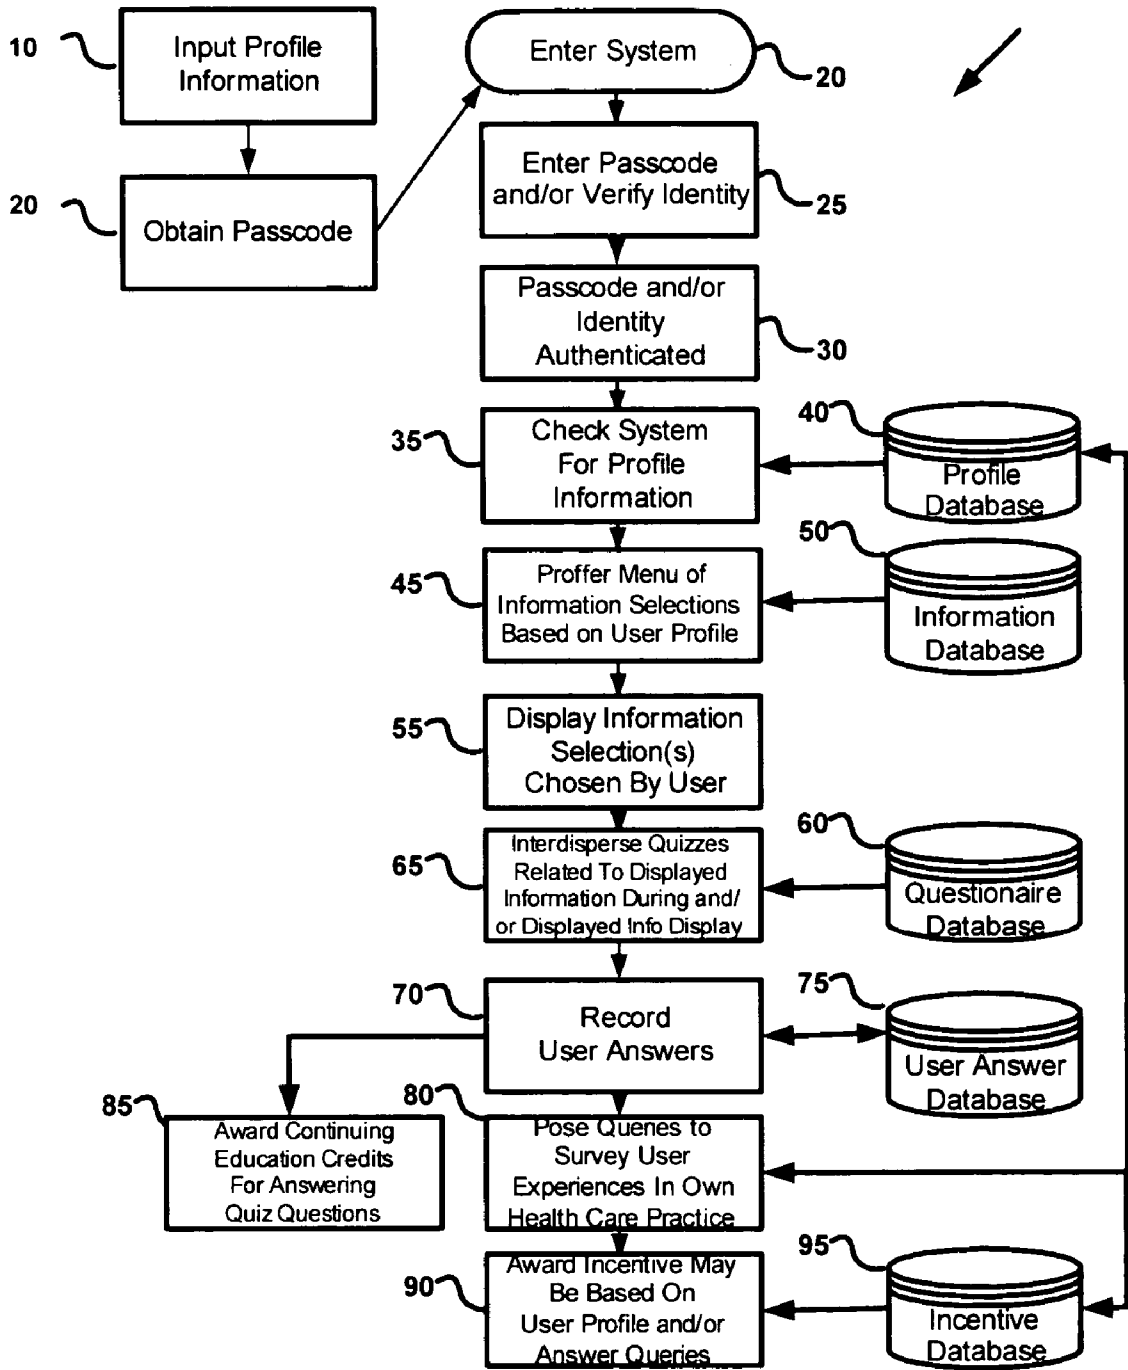 10
Input Profile
Information
Enter System
20
20
Obtain Passcode
Enter Passcode
and/or Verify Identity
25
Passcode and/or
Identity
Authenticated
30
35
Check System
For Profile
Information
40
Profile
Database
45
Proffer Menu of
Information Selections
Based on User Profile
50
Information
Database
55
Display Information
Selection(s)
Chosen By User
65
Interdisperse Quizzes
Related To Displayed
Information During and/
or Displayed Info Display
60
Questionaire
Database
70
Record
User Answers
75
User Answer
Database
85
Award Continuing
Education Credits
For Answering
Quiz Questions
80
Pose Queries to
Survey User
Experiences In Own
Health Care Practice
90
Award Incentive May
Be Based On
User Profile and/or
Answer Queries
95
Incentive
Database